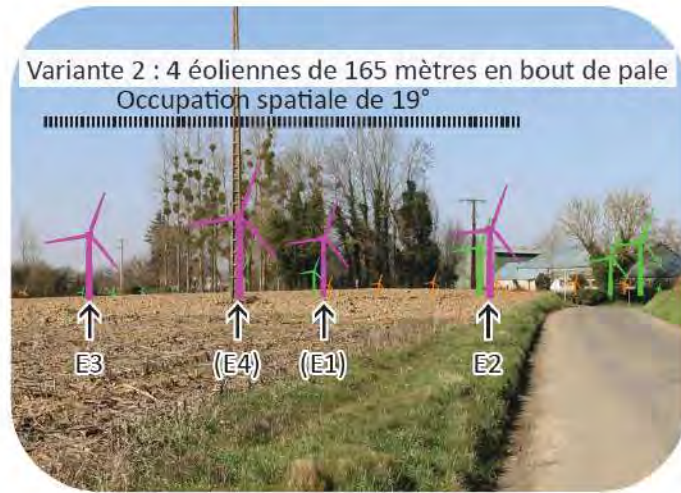 Variante 2 : 4 éoliennes de 165 mètres en bout de pale
Occupation spatiale de 19°
E3 (E4) (E1) E2